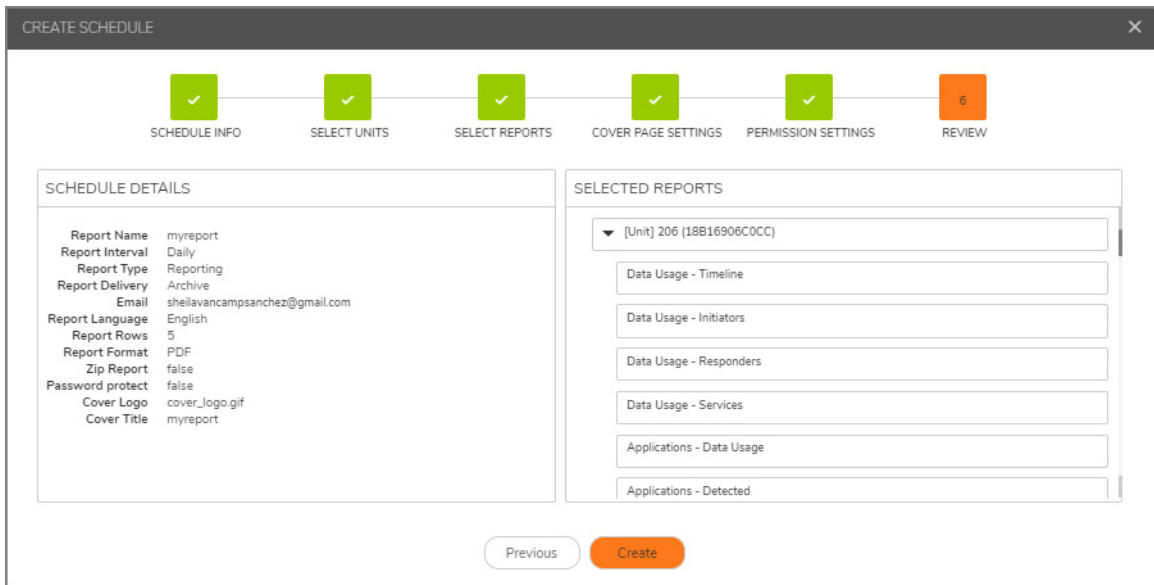 CREATE SCHEDULE
6
SCHEDULE INFO
SELECT UNITS
SELECT REPORTS
COVER PAGE SETTINGS
PERMISSION SETTINGS
REVIEW
SCHEDULE DETAILS
Report Name myreport
Report Interval Daily
Report Type Reporting
Report Delivery Archive
Email sheilavancampsanchez@gmail.com
Report Language English
Report Rows 5
Report Format PDF
Zip Report false
Password protect false
Cover Logo cover_logo.gif
Cover Title myreport
SELECTED REPORTS
[Unit] 206 (18B16906C0CC)
Data Usage - Timeline
Data Usage - Initiators
Data Usage - Responders
Data Usage - Services
Applications - Data Usage
Applications - Detected
Previous
Create